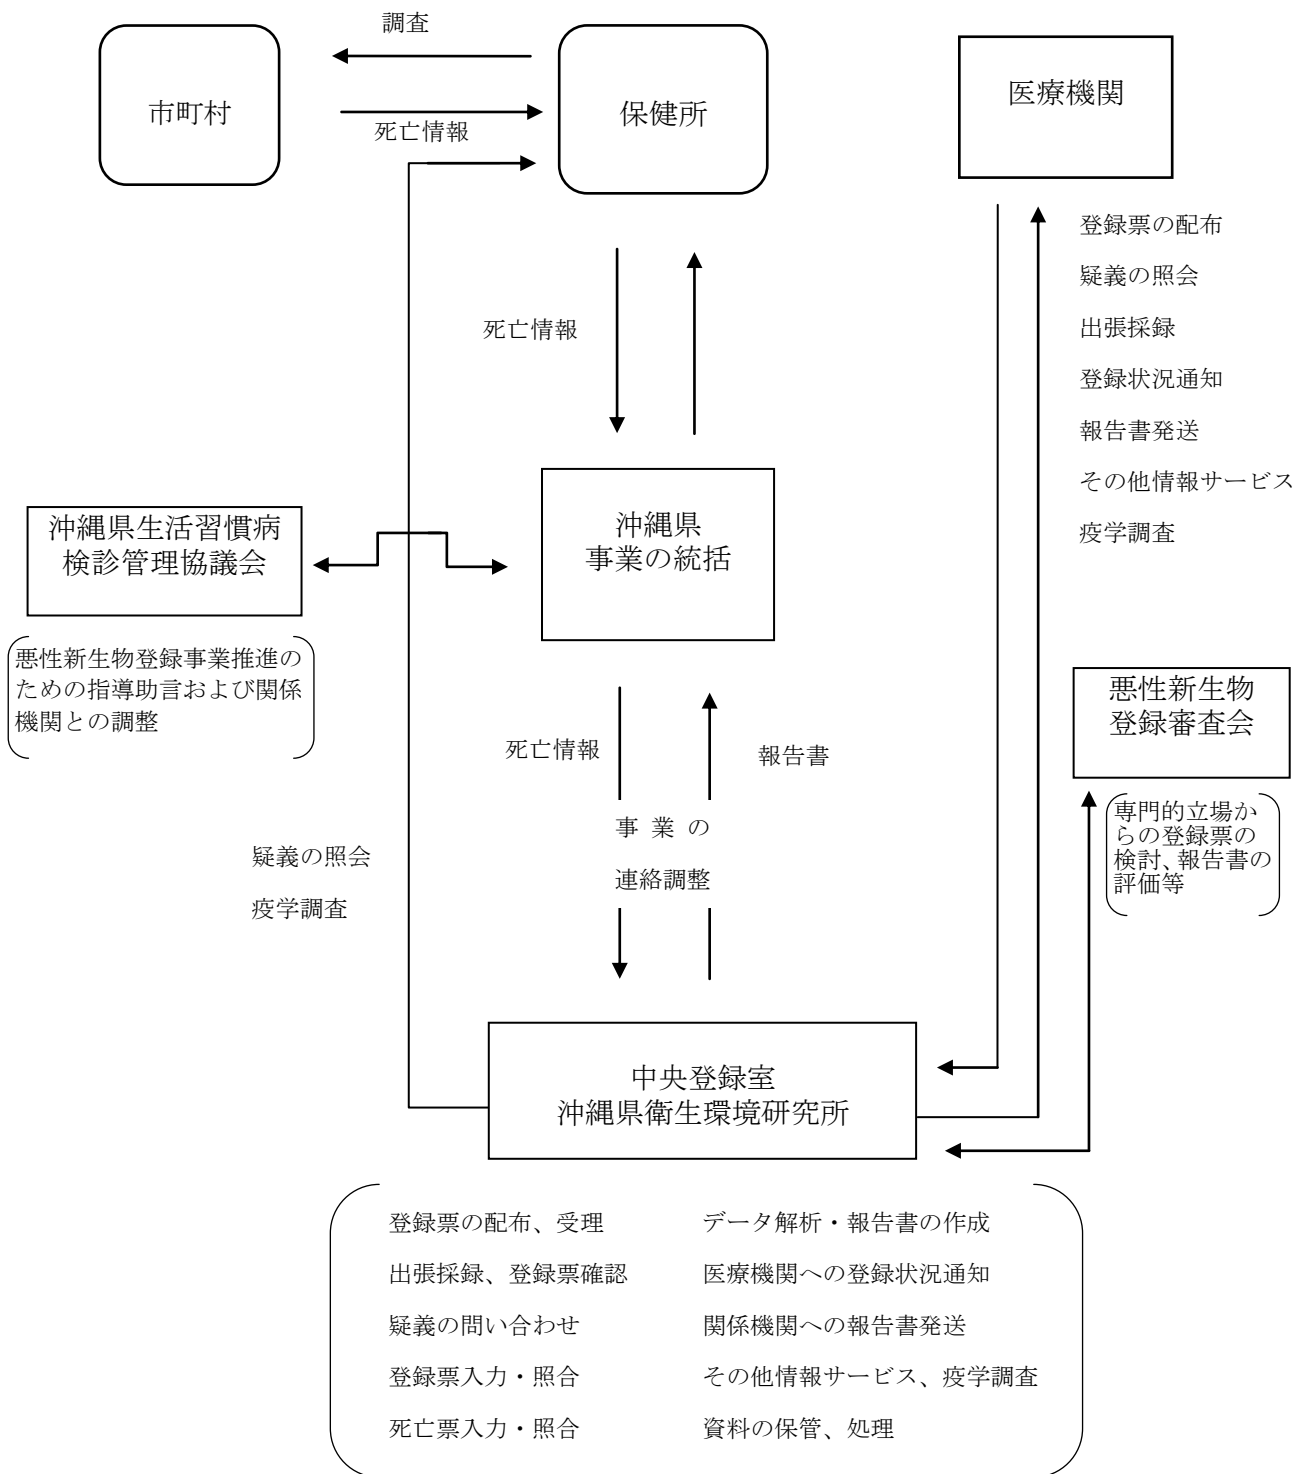 調査
市町村
保健所
医療機関
死亡情報
登録票の配布
疑義の照会
出張採録
登録状況通知
報告書発送
その他情報サービス
疫学調査
死亡情報
沖縄県
事業の統括
沖縄県生活習慣病
検診管理協議会
悪性新生物登録事業推進の
ための指導助言および関係
機関との調整
悪性新生物
登録審査会
専門的立場か
らの登録票の
検討、報告書の
評価等
死亡情報
報告書
事 業 の
連絡調整
疑義の照会
疫学調査
中央登録室
沖縄県衛生環境研究所
登録票の配布、受理
出張採録、登録票確認
疑義の問い合わせ
登録票入力・照合
死亡票入力・照合
データ解析・報告書の作成
医療機関への登録状況通知
関係機関への報告書発送
その他情報サービス、疫学調査
資料の保管、処理